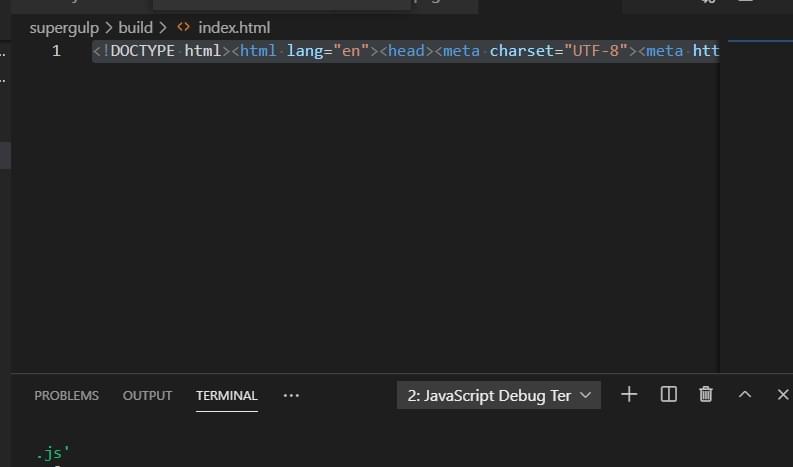 supergulp > build > <> index.html
1 <!DOCTYPE html><html lang="en"><head><meta charset="UTF-8"><meta htt
PROBLEMS OUTPUT TERMINAL ... 2: JavaScript Debug Ter
.js'